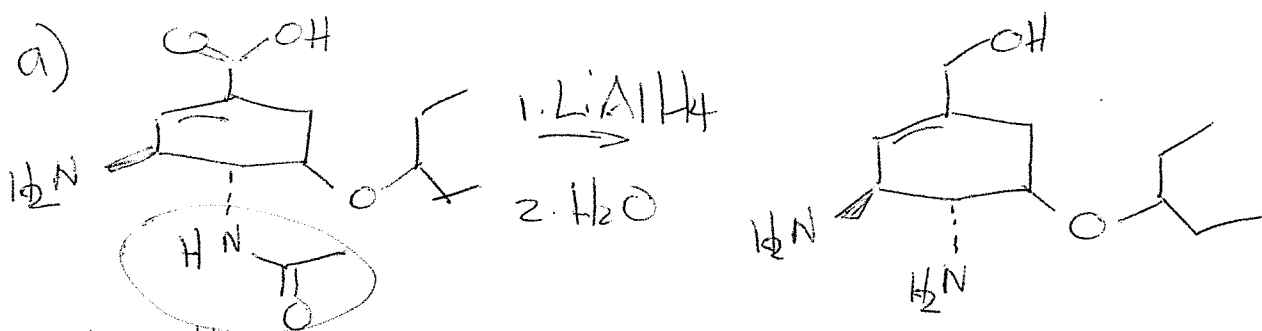 a)
O OH
H₂N
O
H N
O
1. LiAlH4
2. H₂O
OH
H₂N
H₂N
O